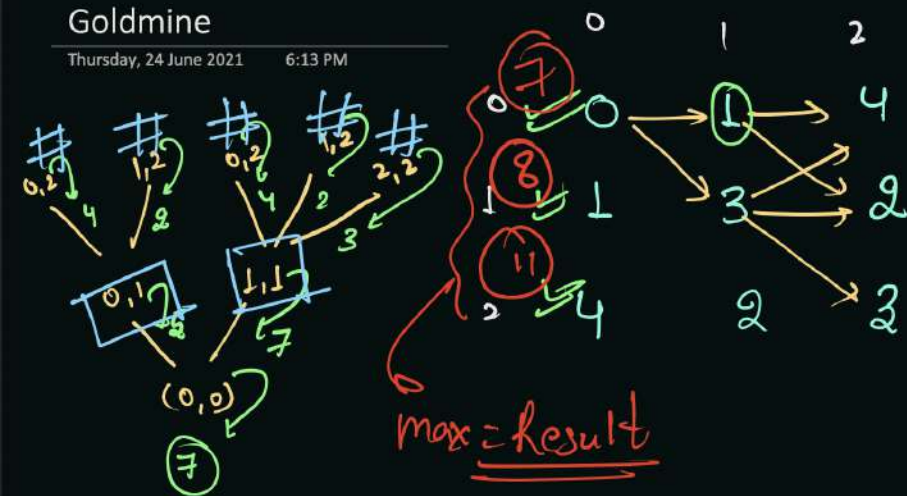 Goldmine
Thursday, 24 June 2021 6:13 PM
0 1 2
0 7 0 1 4
1 8 1 3 2
2 11 4 2 3
0,2 1,2 0,2 1,2 2,2
4 2 4 2 3
0,1 1,1
7
(0,0)
7
max = Result